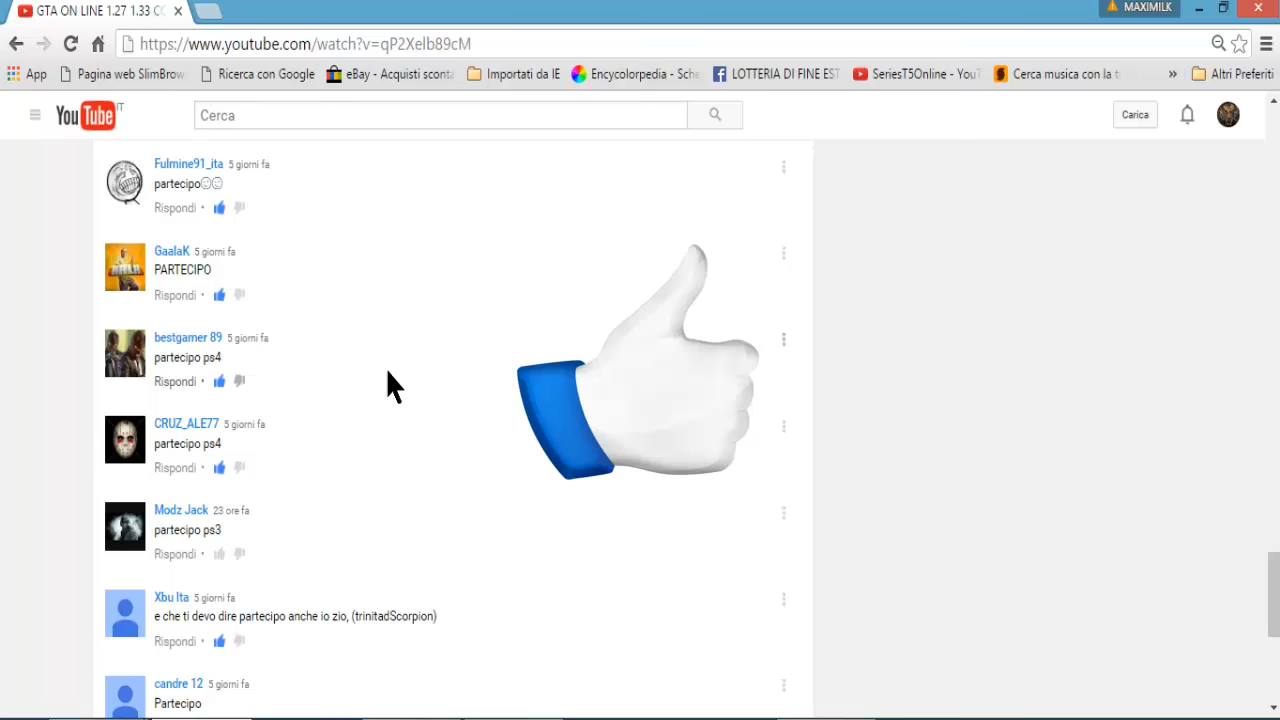 GTA ON LINE 1.27 1.33 CO
MAXIMILK
https://www.youtube.com/watch?v=qP2Xelb89cM
App Pagina web SlimBrow Ricerca con Google eBay - Acquisti sconta Importati da IE Encyclorpedia - Sche LOTTERIA DI FINE EST SeriesT5Online - YouT Cerca musica con la t » Altri Preferiti
YouTube IT
Cerca
Carica
Fulmine91_ita 5 giorni fa
partecipo☺☺
Rispondi •
GaalaK 5 giorni fa
PARTECIPO
Rispondi •
bestgamer 89 5 giorni fa
partecipo ps4
Rispondi •
CRUZ_ALE77 5 giorni fa
partecipo ps4
Rispondi •
Modz Jack 23 ore fa
partecipo ps3
Rispondi •
Xbu Ita 5 giorni fa
e che ti devo dire partecipo anche io zio, (trinitadScorpion)
Rispondi •
candre 12 5 giorni fa
Partecipo